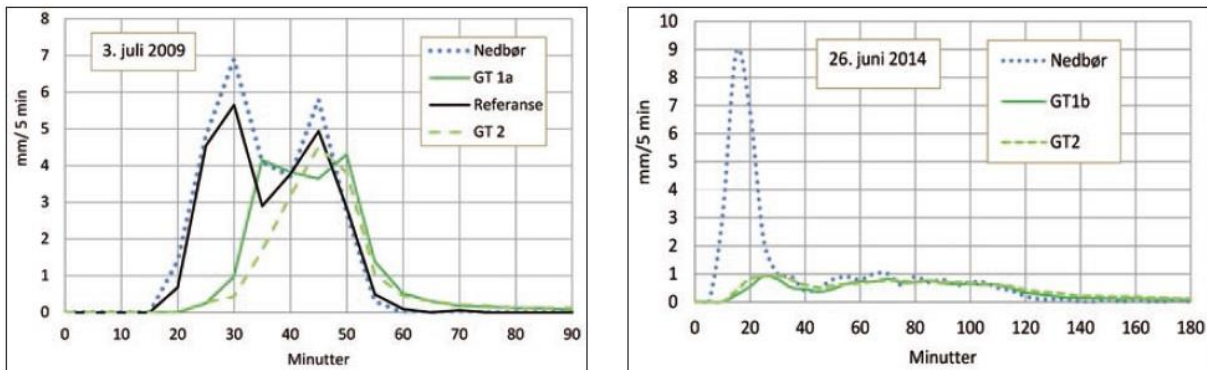 8
7
6
5
4
3
2
1
0
mm/ 5 min
3. juli 2009
Nedbør
GT 1a
Referanse
GT 2
0 10 20 30 40 50 60 70 80 90
Minutter
10
9
8
7
6
5
4
3
2
1
0
mm/5 min
26. juni 2014
Nedbør
GT1b
GT2
0 20 40 60 80 100 120 140 160 180
Minutter